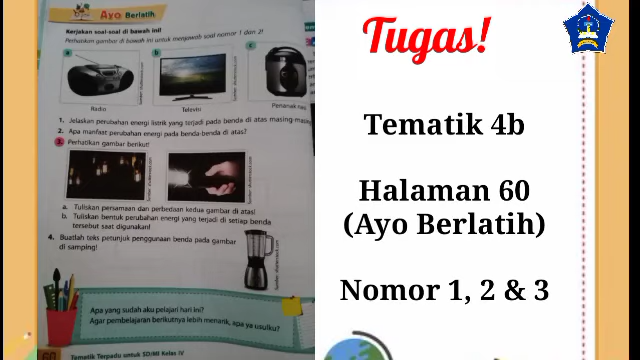 Ayo Berlatih
Kerjakan soal-soal di bawah ini!
Perhatikan gambar di bawah ini untuk menjawab soal nomor 1 dan 2!
a
b
c
Radio
Televisi
Penanak nasi
1. Jelaskan perubahan energi listrik yang terjadi pada benda di atas masing-masing
2. Apa manfaat perubahan energi pada benda-benda di atas?
3. Perhatikan gambar berikut!
a. Tuliskan persamaan dan perbedaan kedua gambar di atas!
b. Tuliskan bentuk perubahan energi yang terjadi di setiap benda
tersebut saat digunakan!
4. Buatlah teks petunjuk penggunaan benda pada gambar
di samping!
Apa yang sudah aku pelajari hari ini?
Agar pembelajaran berikutnya lebih menarik, apa ya usulku?
60 Tematik Terpadu untuk SD/MI Kelas IV
Tugas!
Tematik 4b
Halaman 60
(Ayo Berlatih)
Nomor 1, 2 & 3